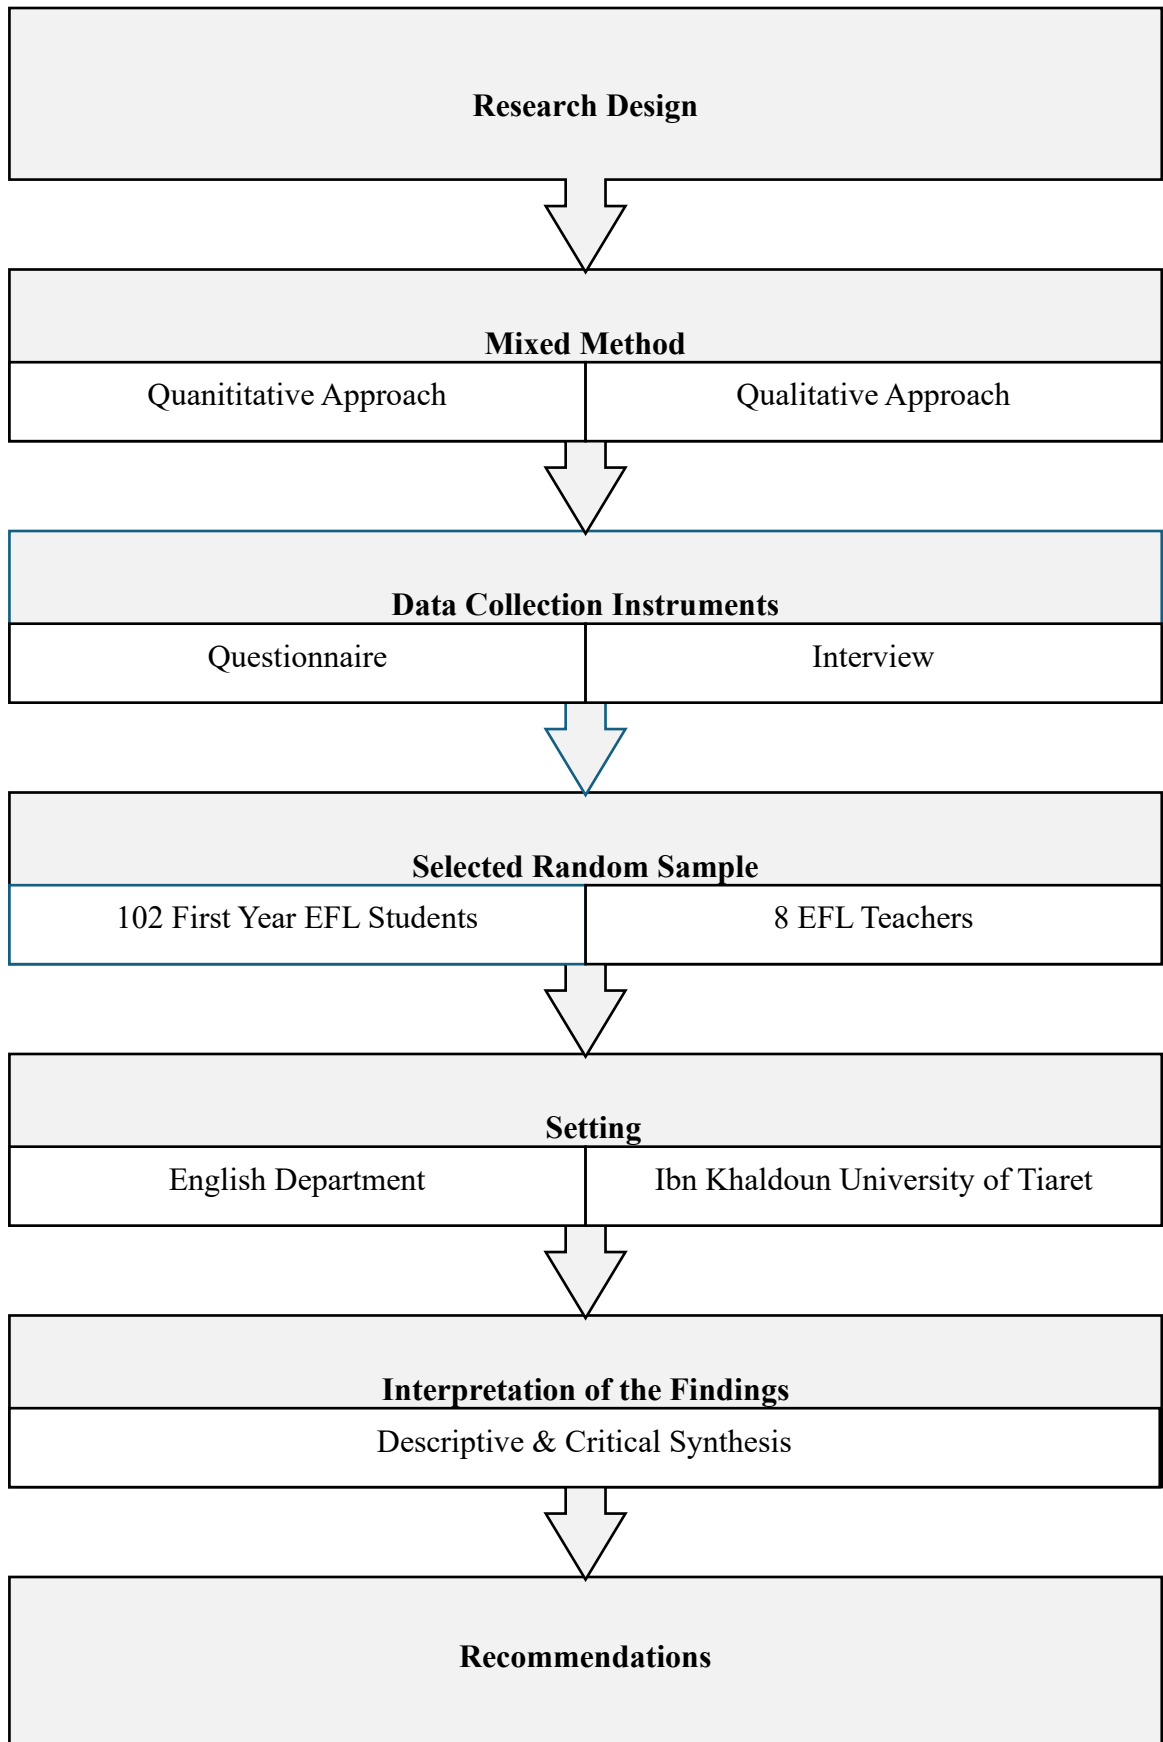 Research Design
Mixed Method
Quanititative Approach
Qualitative Approach
Data Collection Instruments
Questionnaire
Interview
Selected Random Sample
102 First Year EFL Students
8 EFL Teachers
Setting
English Department
Ibn Khaldoun University of Tiaret
Interpretation of the Findings
Descriptive & Critical Synthesis
Recommendations